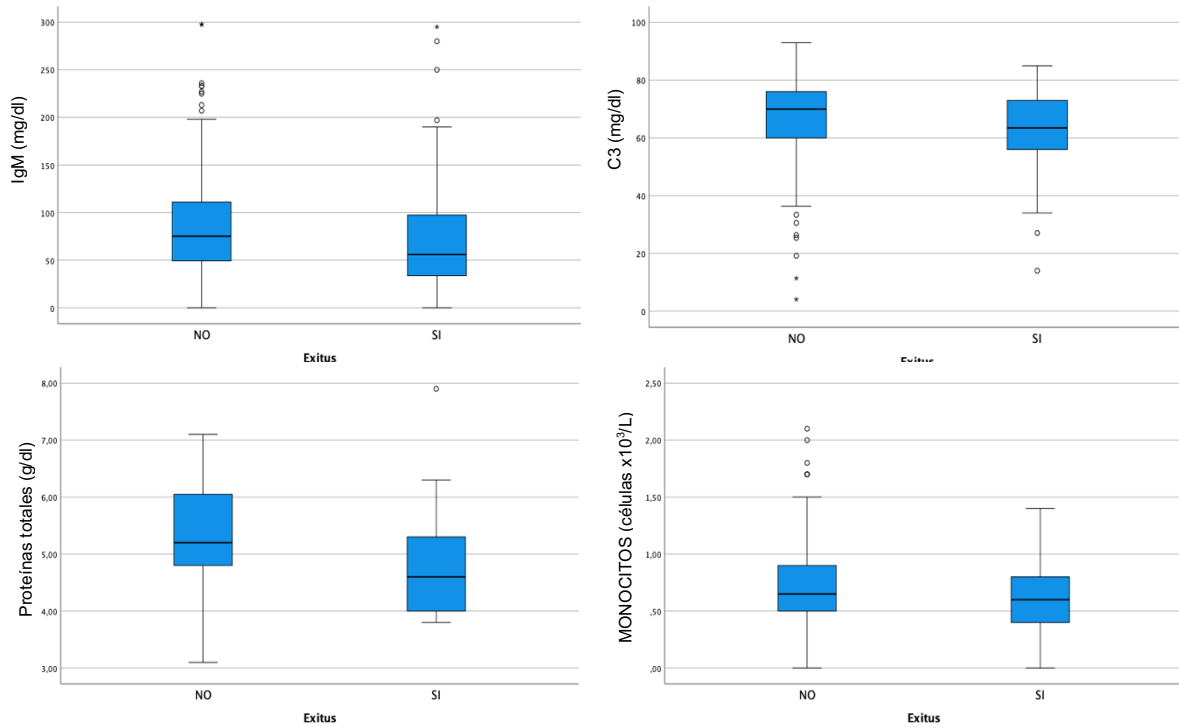 IgM (mg/dl)
300
250
200
150
100
50
0
NO
SI
Exitus
C3 (mg/dl)
100
80
60
40
20
0
NO
SI
Exitus
Proteínas totales (g/dl)
8,00
7,00
6,00
5,00
4,00
3,00
NO
SI
Exitus
MONOCITOS (células x10³/L)
2,50
2,00
1,50
1,00
,50
,00
NO
SI
Exitus